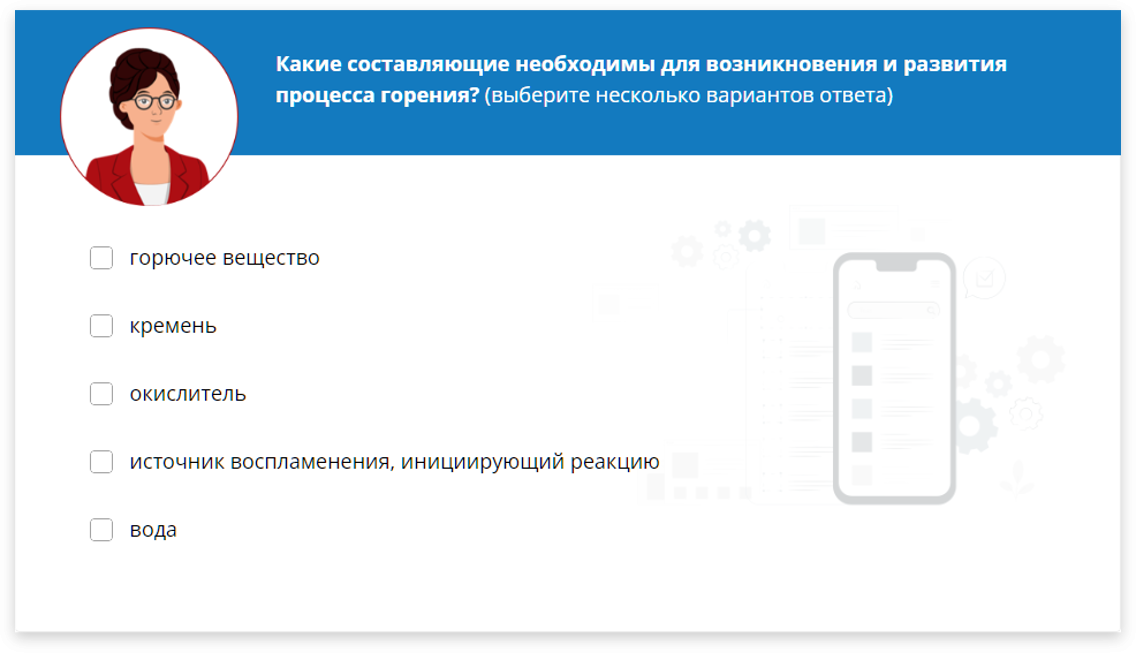 Какие составляющие необходимы для возникновения и развития
процесса горения? (выберите несколько вариантов ответа)
горючее вещество
кремень
окислитель
источник воспламенения, инициирующий реакцию
вода